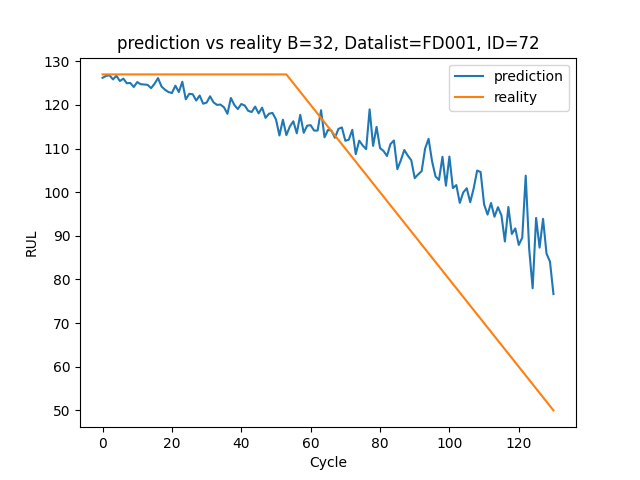 prediction vs reality B=32, Datalist=FD001, ID=72
prediction
reality
RUL
130
120
110
100
90
80
70
60
50
0 20 40 60 80 100 120
Cycle